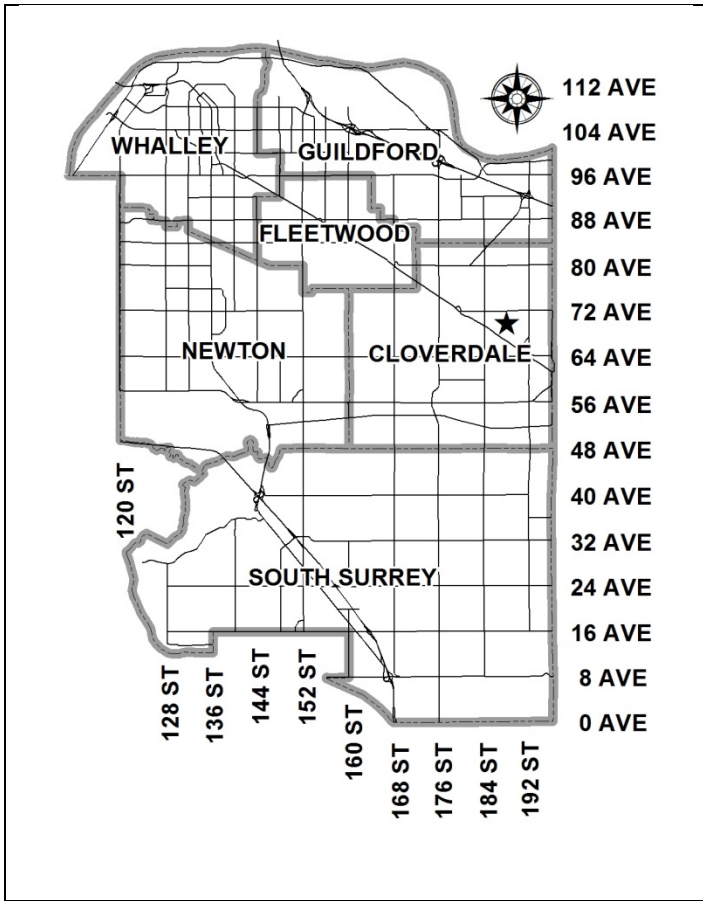 112 AVE
104 AVE
WHALLEY
GUILDFORD
96 AVE
88 AVE
FLEETWOOD
80 AVE
72 AVE
NEWTON
CLOVERDALE
64 AVE
56 AVE
48 AVE
120 ST
40 AVE
32 AVE
SOUTH SURREY
24 AVE
16 AVE
128 ST
136 ST
144 ST
152 ST
8 AVE
160 ST
0 AVE
168 ST
176 ST
184 ST
192 ST